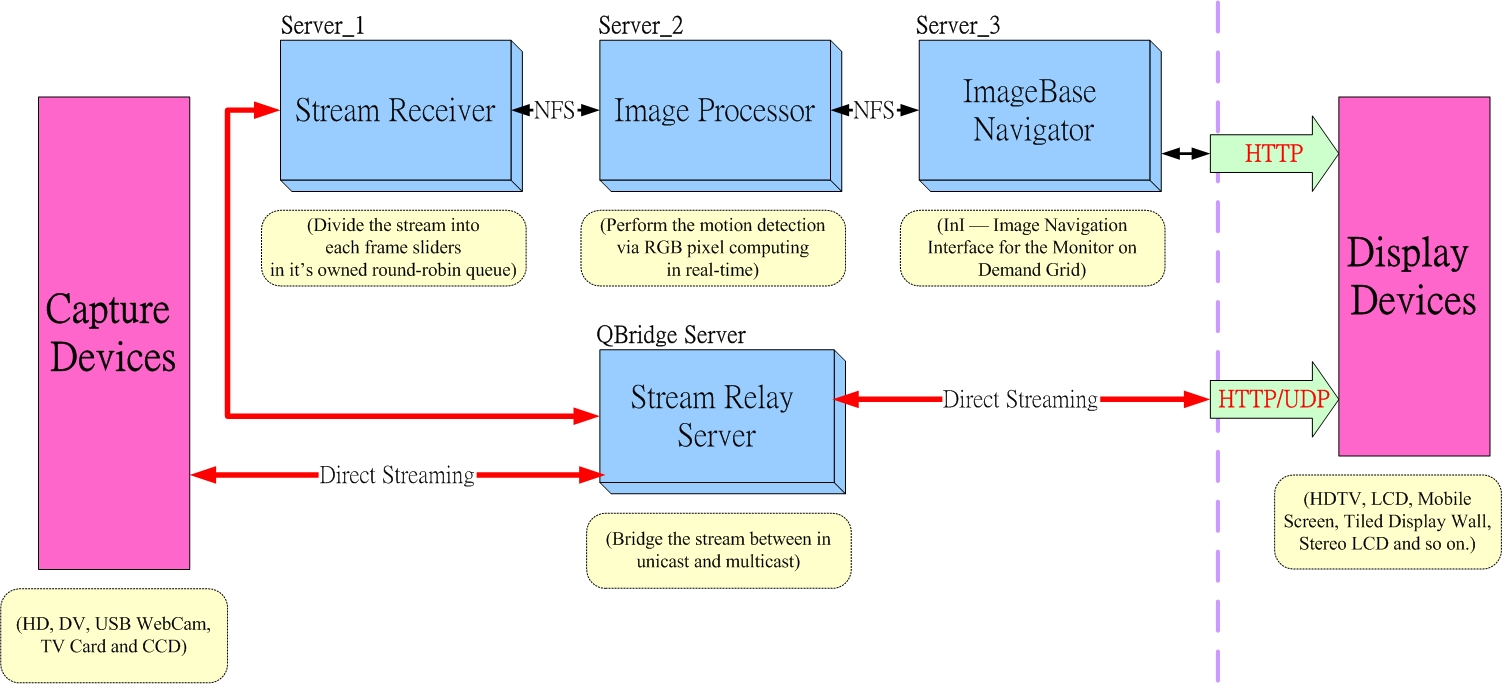 Server_1
Server_2
Server_3
Stream Receiver
NFS
Image Processor
NFS
ImageBase
Navigator
HTTP
(Divide the stream into
each frame sliders
in it’s owned round-robin queue)
(Perform the motion detection
via RGB pixel computing
in real-time)
(InI — Image Navigation
Interface for the Monitor on
Demand Grid)
Capture
Devices
Display
Devices
QBridge Server
Stream Relay
Server
Direct Streaming
HTTP/UDP
Direct Streaming
(Bridge the stream between in
unicast and multicast)
(HDTV, LCD, Mobile
Screen, Tiled Display Wall,
Stereo LCD and so on.)
(HD, DV, USB WebCam,
TV Card and CCD)